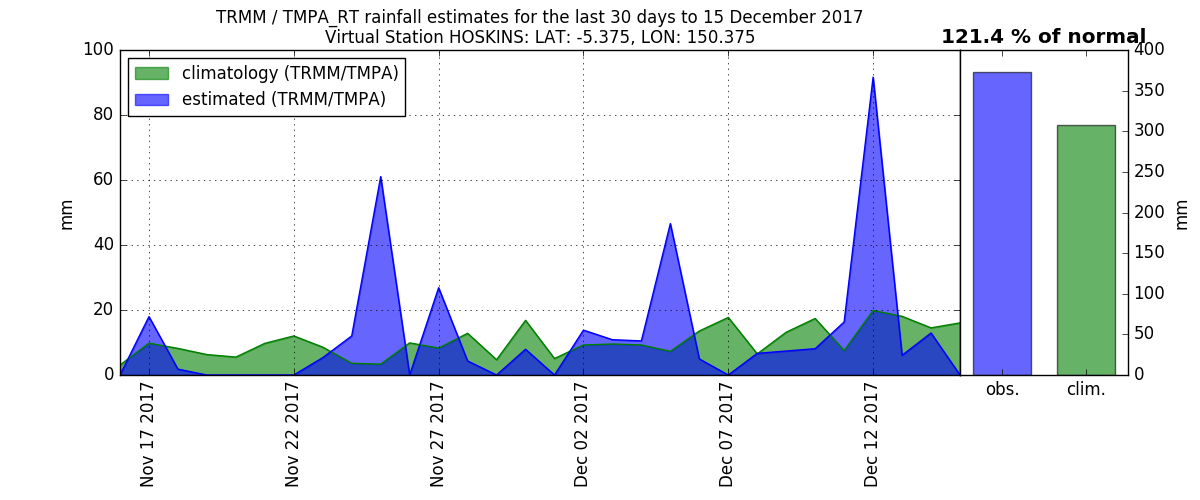 TRMM / TMPA_RT rainfall estimates for the last 30 days to 15 December 2017
Virtual Station HOSKINS: LAT: -5.375, LON: 150.375
121.4 % of normal
climatology (TRMM/TMPA)
estimated (TRMM/TMPA)
100
80
60
40
20
0
mm
Nov 17 2017
Nov 22 2017
Nov 27 2017
Dec 02 2017
Dec 07 2017
Dec 12 2017
400
350
300
250
200
150
100
50
0
mm
obs.
clim.